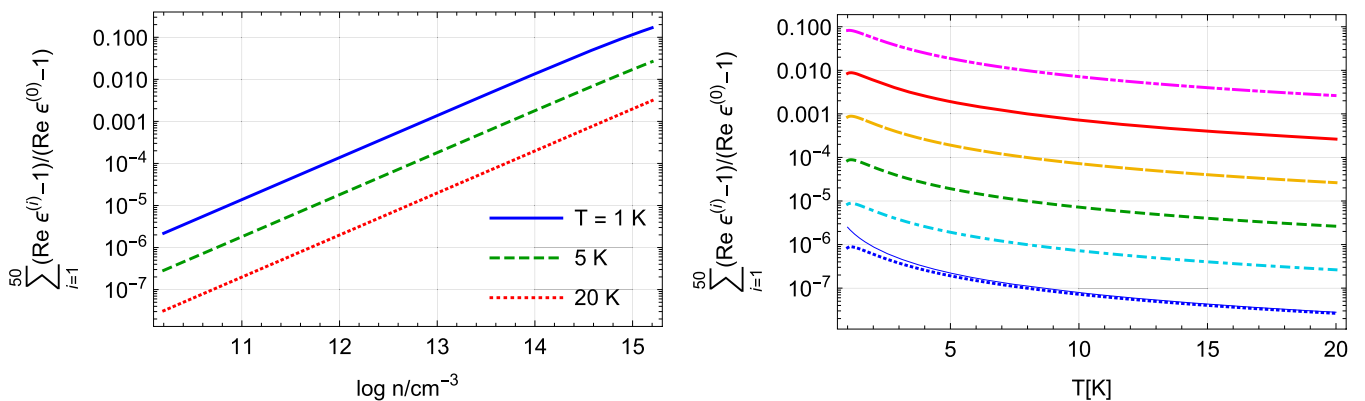 50
∑ (Re ϵ⁽ⁱ⁾−1)/(Re ϵ⁽⁰⁾−1)
i=1
0.100
0.010
0.001
10⁻⁴
10⁻⁵
10⁻⁶
10⁻⁷
T = 1 K
5 K
20 K
11 12 13 14 15
log n/cm⁻³
50
∑ (Re ϵ⁽ⁱ⁾−1)/(Re ϵ⁽⁰⁾−1)
i=1
0.100
0.010
0.001
10⁻⁴
10⁻⁵
10⁻⁶
10⁻⁷
5 10 15 20
T[K]